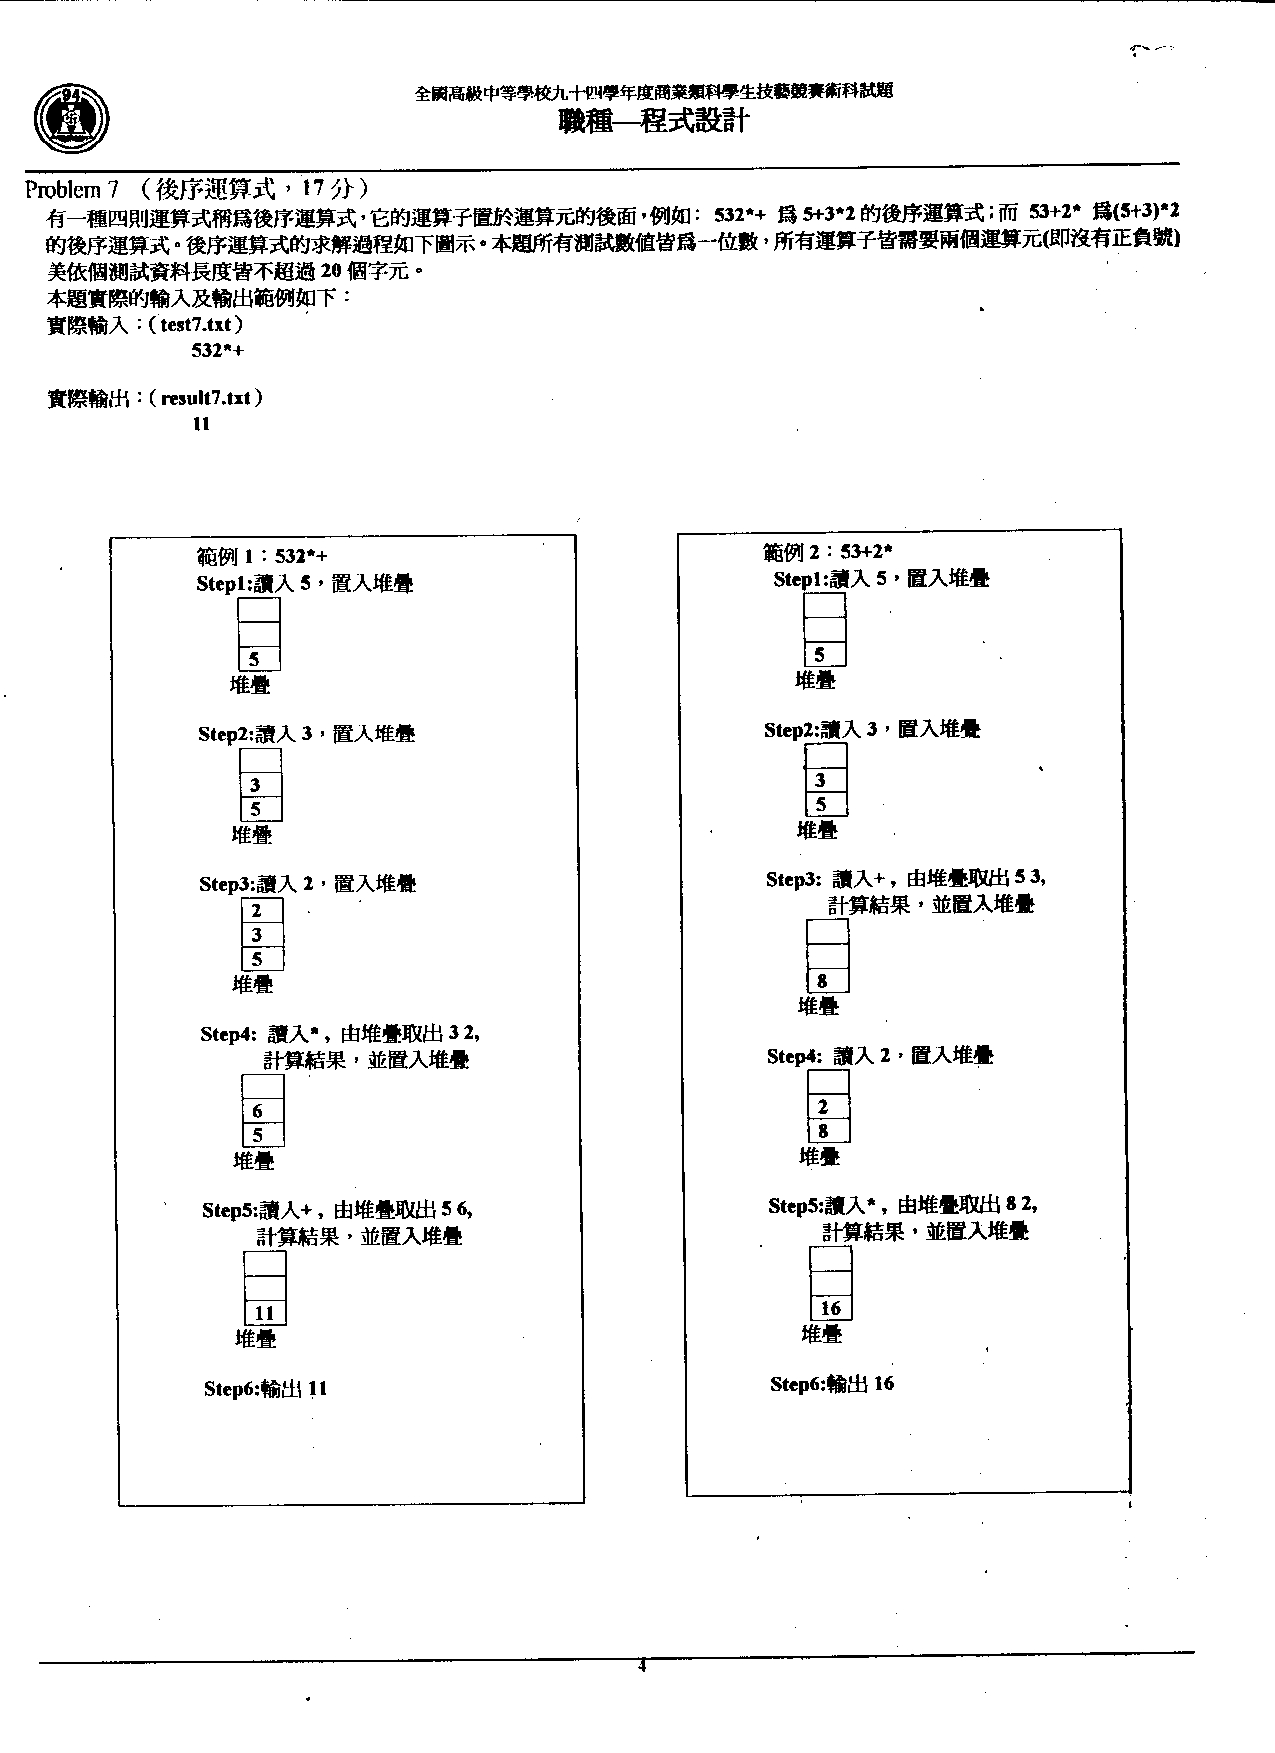 94
全國高級中等學校九十四學年度商業類科學生技藝競賽術科試題
職種—程式設計
Problem 7 (後序運算式，17 分)
有一種四則運算式稱爲後序運算式，它的運算子置於運算元的後面，例如： 532*+ 爲 5+3*2 的後序運算式；而 53+2* 爲(5+3)*2
的後序運算式。後序運算式的求解過程如下圖示。本題所有測試數值皆爲一位數，所有運算子皆需要兩個運算元(即沒有正負號)
美依個測試資料長度皆不超過 20 個字元。
本題實際的輸入及輸出範例如下：
實際輸入：(test7.txt)
532*+
實際輸出：(result7.txt)
11
範例 1：532*+
Step1:讀入 5，置入堆疊
5
堆疊
Step2:讀入 3，置入堆疊
3
5
堆疊
Step3:讀入 2，置入堆疊
2
3
5
堆疊
Step4: 讀入*, 由堆疊取出 3 2,
計算結果，並置入堆疊
6
5
堆疊
Step5:讀入+, 由堆疊取出 5 6,
計算結果，並置入堆疊
11
堆疊
Step6:輸出 11
範例 2：53+2*
Step1:讀入 5，置入堆疊
5
堆疊
Step2:讀入 3，置入堆疊
3
5
堆疊
Step3: 讀入+, 由堆疊取出 5 3,
計算結果，並置入堆疊
8
堆疊
Step4: 讀入 2，置入堆疊
2
8
堆疊
Step5:讀入*, 由堆疊取出 8 2,
計算結果，並置入堆疊
16
堆疊
Step6:輸出 16
4